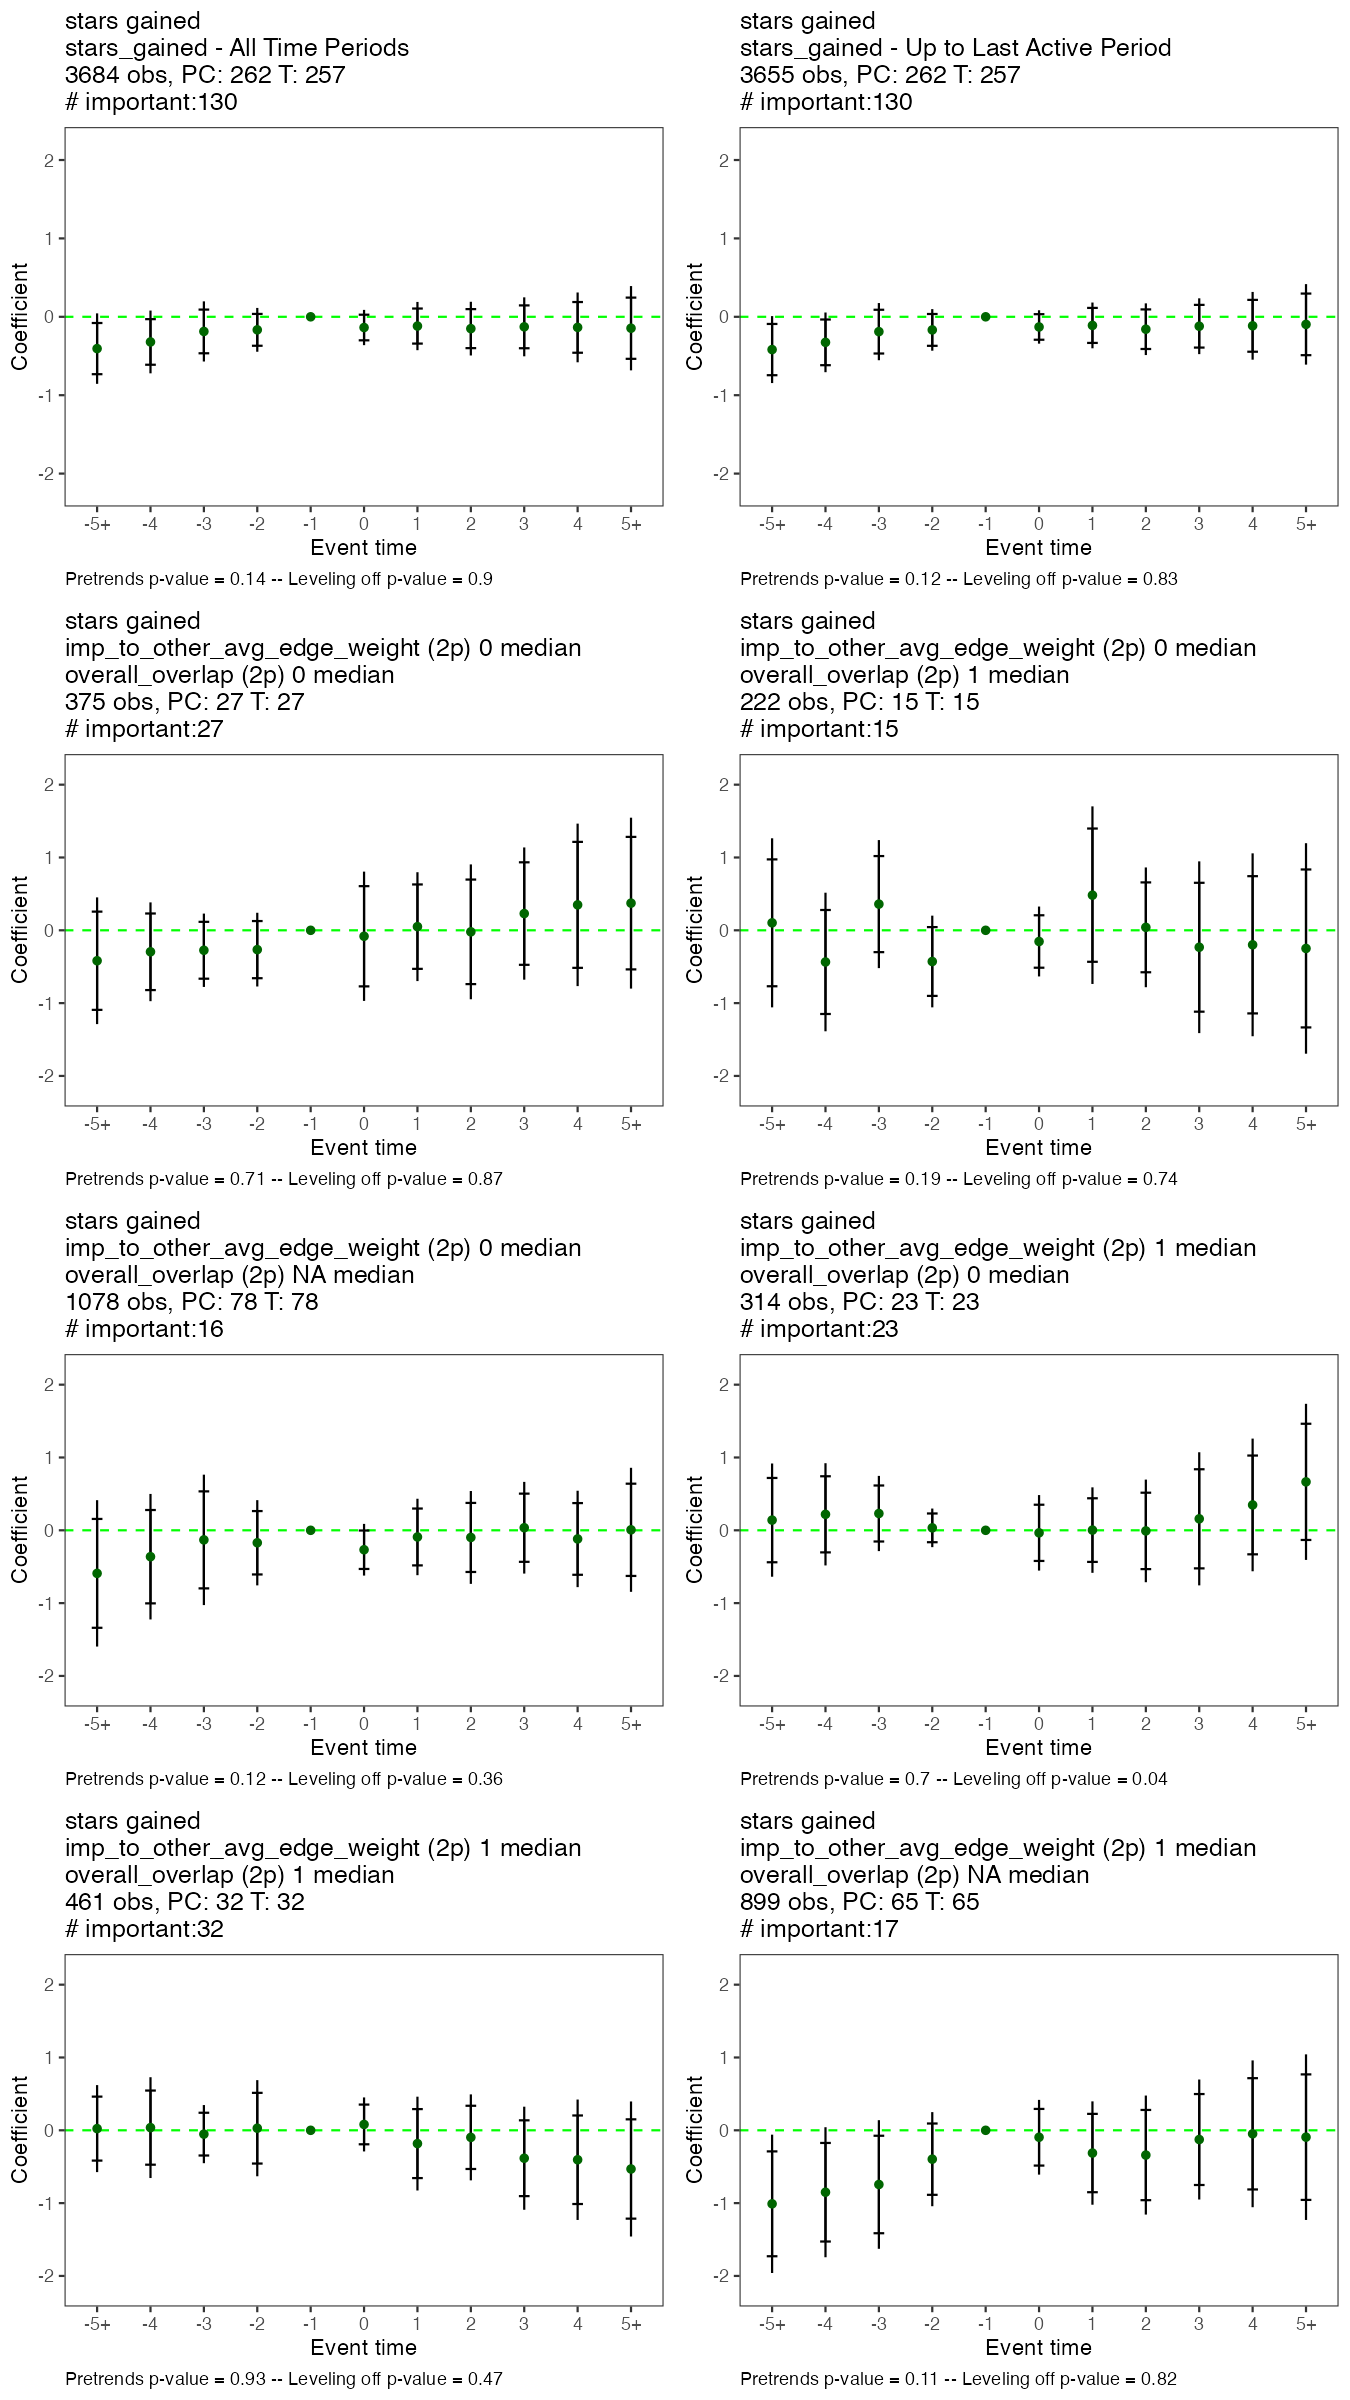 stars gained
stars_gained - All Time Periods
3684 obs, PC: 262 T: 257
# important:130
2
1
0
-1
-2
Coefficient
-5+ -4 -3 -2 -1 0 1 2 3 4 5+
Event time
Pretrends p-value = 0.14 -- Leveling off p-value = 0.9
stars gained
stars_gained - Up to Last Active Period
3655 obs, PC: 262 T: 257
# important:130
2
1
0
-1
-2
Coefficient
-5+ -4 -3 -2 -1 0 1 2 3 4 5+
Event time
Pretrends p-value = 0.12 -- Leveling off p-value = 0.83
stars gained
imp_to_other_avg_edge_weight (2p) 0 median
overall_overlap (2p) 0 median
375 obs, PC: 27 T: 27
# important:27
2
1
0
-1
-2
Coefficient
-5+ -4 -3 -2 -1 0 1 2 3 4 5+
Event time
Pretrends p-value = 0.71 -- Leveling off p-value = 0.87
stars gained
imp_to_other_avg_edge_weight (2p) 0 median
overall_overlap (2p) 1 median
222 obs, PC: 15 T: 15
# important:15
2
1
0
-1
-2
Coefficient
-5+ -4 -3 -2 -1 0 1 2 3 4 5+
Event time
Pretrends p-value = 0.19 -- Leveling off p-value = 0.74
stars gained
imp_to_other_avg_edge_weight (2p) 0 median
overall_overlap (2p) NA median
1078 obs, PC: 78 T: 78
# important:16
2
1
0
-1
-2
Coefficient
-5+ -4 -3 -2 -1 0 1 2 3 4 5+
Event time
Pretrends p-value = 0.12 -- Leveling off p-value = 0.36
stars gained
imp_to_other_avg_edge_weight (2p) 1 median
overall_overlap (2p) 0 median
314 obs, PC: 23 T: 23
# important:23
2
1
0
-1
-2
Coefficient
-5+ -4 -3 -2 -1 0 1 2 3 4 5+
Event time
Pretrends p-value = 0.7 -- Leveling off p-value = 0.04
stars gained
imp_to_other_avg_edge_weight (2p) 1 median
overall_overlap (2p) 1 median
461 obs, PC: 32 T: 32
# important:32
2
1
0
-1
-2
Coefficient
-5+ -4 -3 -2 -1 0 1 2 3 4 5+
Event time
Pretrends p-value = 0.93 -- Leveling off p-value = 0.47
stars gained
imp_to_other_avg_edge_weight (2p) 1 median
overall_overlap (2p) NA median
899 obs, PC: 65 T: 65
# important:17
2
1
0
-1
-2
Coefficient
-5+ -4 -3 -2 -1 0 1 2 3 4 5+
Event time
Pretrends p-value = 0.11 -- Leveling off p-value = 0.82